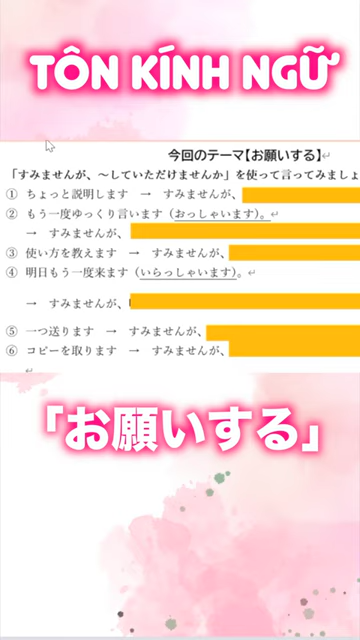 TÔN KÍNH NGỮ
今回のテーマ【お願いする】
「すみませんが、～していただけませんか」を使って言ってみましょ
① ちょっと説明します → すみませんが、
② もう一度ゆっくり言います（おっしゃいます）。
→ すみませんが、
③ 使い方を教えます → すみませんが、
④ 明日もう一度来ます（いらっしゃいます）。
→ すみませんが、
⑤ 一つ送ります → すみませんが、
⑥ コピーを取ります → すみませんが、
「お願いする」